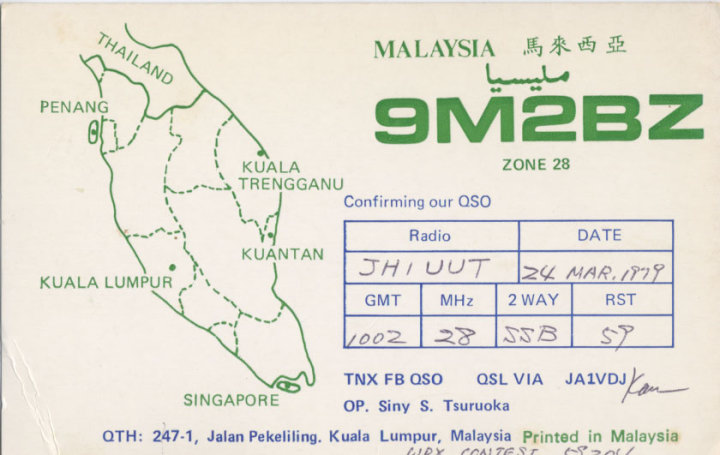 THAILAND
PENANG
KUALA
TRENGGANU
KUANTAN
KUALA LUMPUR
SINGAPORE
MALAYSIA 馬來西亞
مليسيا
9M2BZ
ZONE 28
Confirming our QSO
Radio DATE
JH1UUT 24 MAR. 1979
GMT MHz 2 WAY RST
1002 28 SSB 59
TNX FB QSO QSL VIA JA1VDJ
OP. Siny S. Tsuruoka
QTH: 247-1, Jalan Pekeliling. Kuala Lumpur, Malaysia Printed in Malaysia
WPX CONTEST